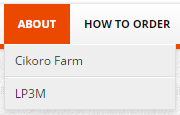 ABOUT HOW TO ORDER
Cikoro Farm
LP3M